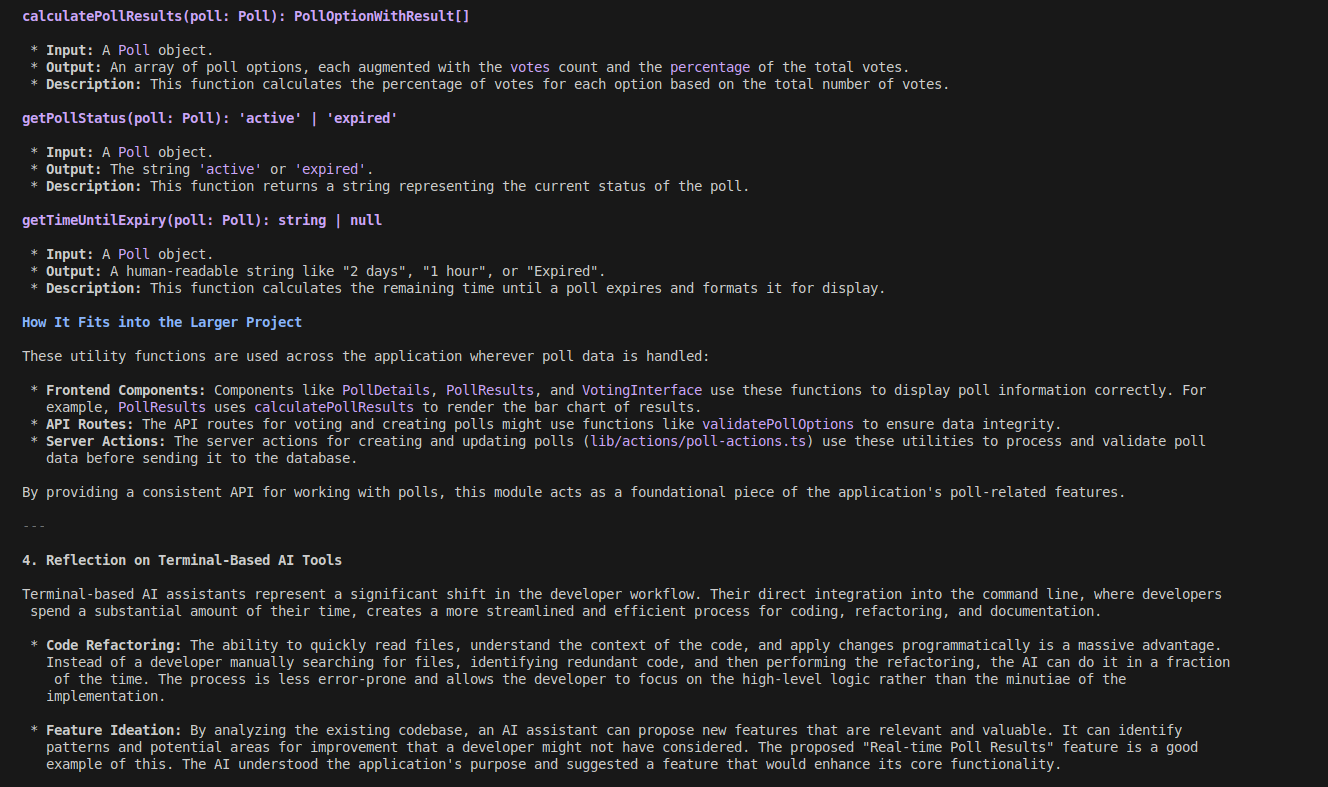 calculatePollResults(poll: Poll): PollOptionWithResult[]
* Input: A Poll object.
* Output: An array of poll options, each augmented with the votes count and the percentage of the total votes.
* Description: This function calculates the percentage of votes for each option based on the total number of votes.
getPollStatus(poll: Poll): 'active' | 'expired'
* Input: A Poll object.
* Output: The string 'active' or 'expired'.
* Description: This function returns a string representing the current status of the poll.
getTimeUntilExpiry(poll: Poll): string | null
* Input: A Poll object.
* Output: A human-readable string like "2 days", "1 hour", or "Expired".
* Description: This function calculates the remaining time until a poll expires and formats it for display.
How It Fits into the Larger Project
These utility functions are used across the application wherever poll data is handled:
* Frontend Components: Components like PollDetails, PollResults, and VotingInterface use these functions to display poll information correctly. For
example, PollResults uses calculatePollResults to render the bar chart of results.
* API Routes: The API routes for voting and creating polls might use functions like validatePollOptions to ensure data integrity.
* Server Actions: The server actions for creating and updating polls (lib/actions/poll-actions.ts) use these utilities to process and validate poll
data before sending it to the database.
By providing a consistent API for working with polls, this module acts as a foundational piece of the application's poll-related features.
---
4. Reflection on Terminal-Based AI Tools
Terminal-based AI assistants represent a significant shift in the developer workflow. Their direct integration into the command line, where developers
spend a substantial amount of their time, creates a more streamlined and efficient process for coding, refactoring, and documentation.
* Code Refactoring: The ability to quickly read files, understand the context of the code, and apply changes programmatically is a massive advantage.
Instead of a developer manually searching for files, identifying redundant code, and then performing the refactoring, the AI can do it in a fraction
of the time. The process is less error-prone and allows the developer to focus on the high-level logic rather than the minutiae of the
implementation.
* Feature Ideation: By analyzing the existing codebase, an AI assistant can propose new features that are relevant and valuable. It can identify
patterns and potential areas for improvement that a developer might not have considered. The proposed "Real-time Poll Results" feature is a good
example of this. The AI understood the application's purpose and suggested a feature that would enhance its core functionality.